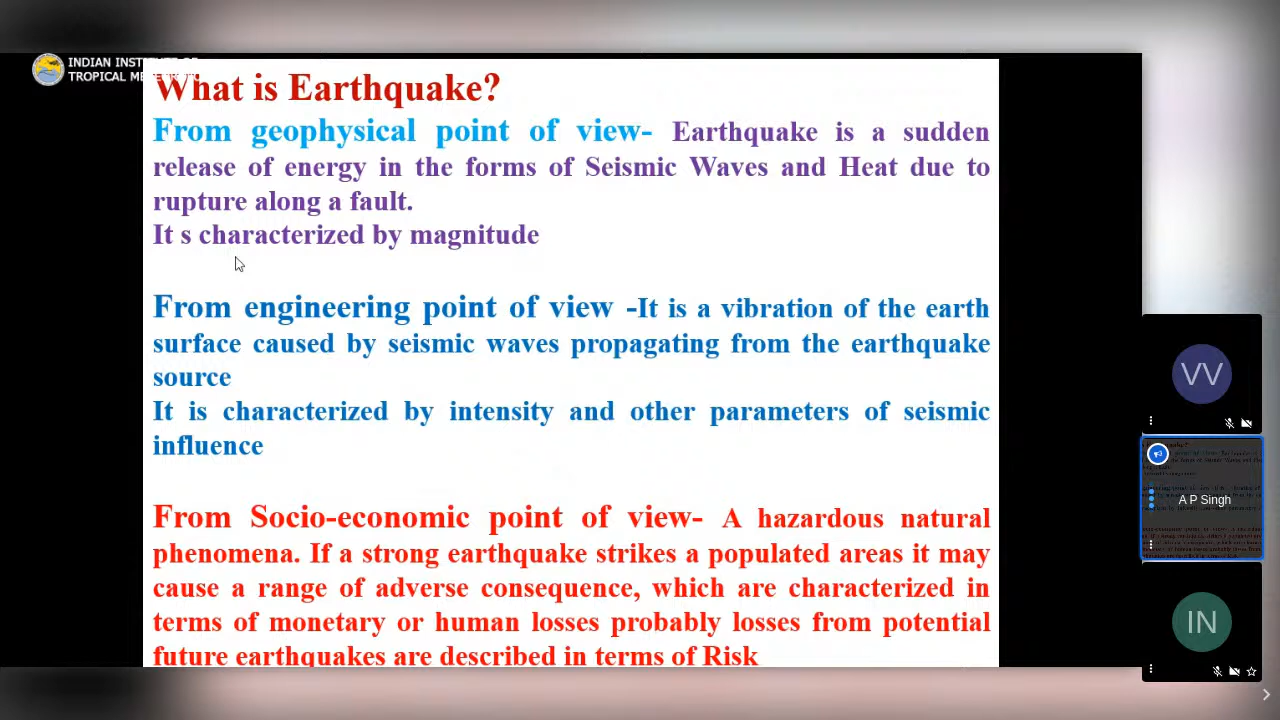 INDIAN INSTITUTE OF
TROPICAL ME
What is Earthquake?
From geophysical point of view- Earthquake is a sudden
release of energy in the forms of Seismic Waves and Heat due to
rupture along a fault.
It s characterized by magnitude
From engineering point of view -It is a vibration of the earth
surface caused by seismic waves propagating from the earthquake
source
It is characterized by intensity and other parameters of seismic
influence
From Socio-economic point of view- A hazardous natural
phenomena. If a strong earthquake strikes a populated areas it may
cause a range of adverse consequence, which are characterized in
terms of monetary or human losses probably losses from potential
future earthquakes are described in terms of Risk
VV
A P Singh
IN